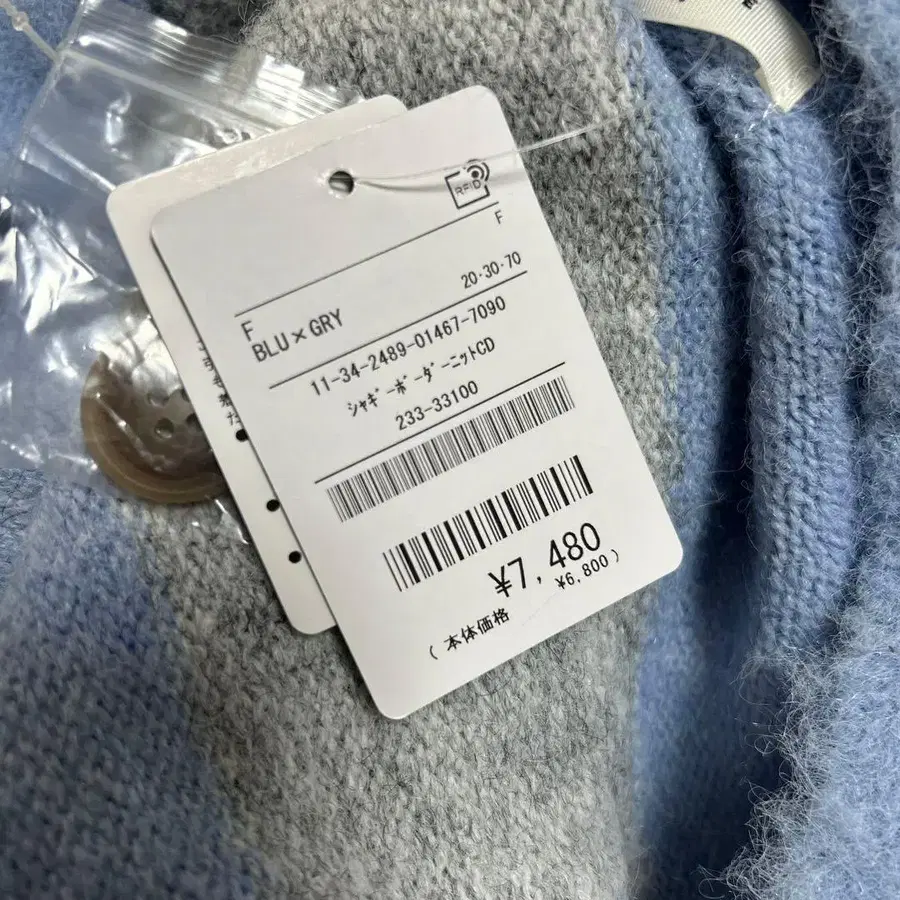 RFID
F
20・30・70
F
BLU×GRY
11-34-2489-01467-7090
ｼｬｷﾞｰﾎﾞｰﾀﾞｰﾆｯﾄCD
233-33100
¥7,480
(本体価格 ¥6,800)